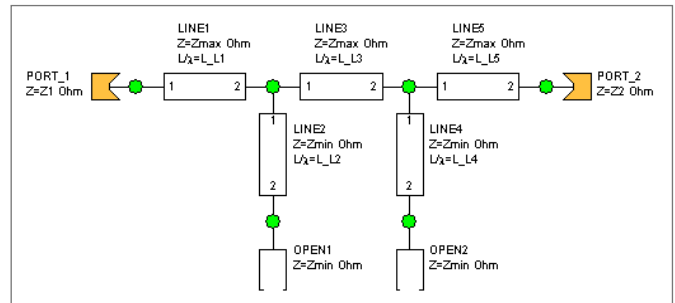 LINE1
Z=Zmax Ohm
L/λ=L_L1
LINE3
Z=Zmax Ohm
L/λ=L_L3
LINE5
Z=Zmax Ohm
L/λ=L_L5
PORT_1
Z=Z1 Ohm
1 2
1 2
1 2
PORT_2
Z=Z2 Ohm
1
LINE2
Z=Zmin Ohm
L/λ=L_L2
2
1
LINE4
Z=Zmin Ohm
L/λ=L_L4
2
OPEN1
Z=Zmin Ohm
OPEN2
Z=Zmin Ohm